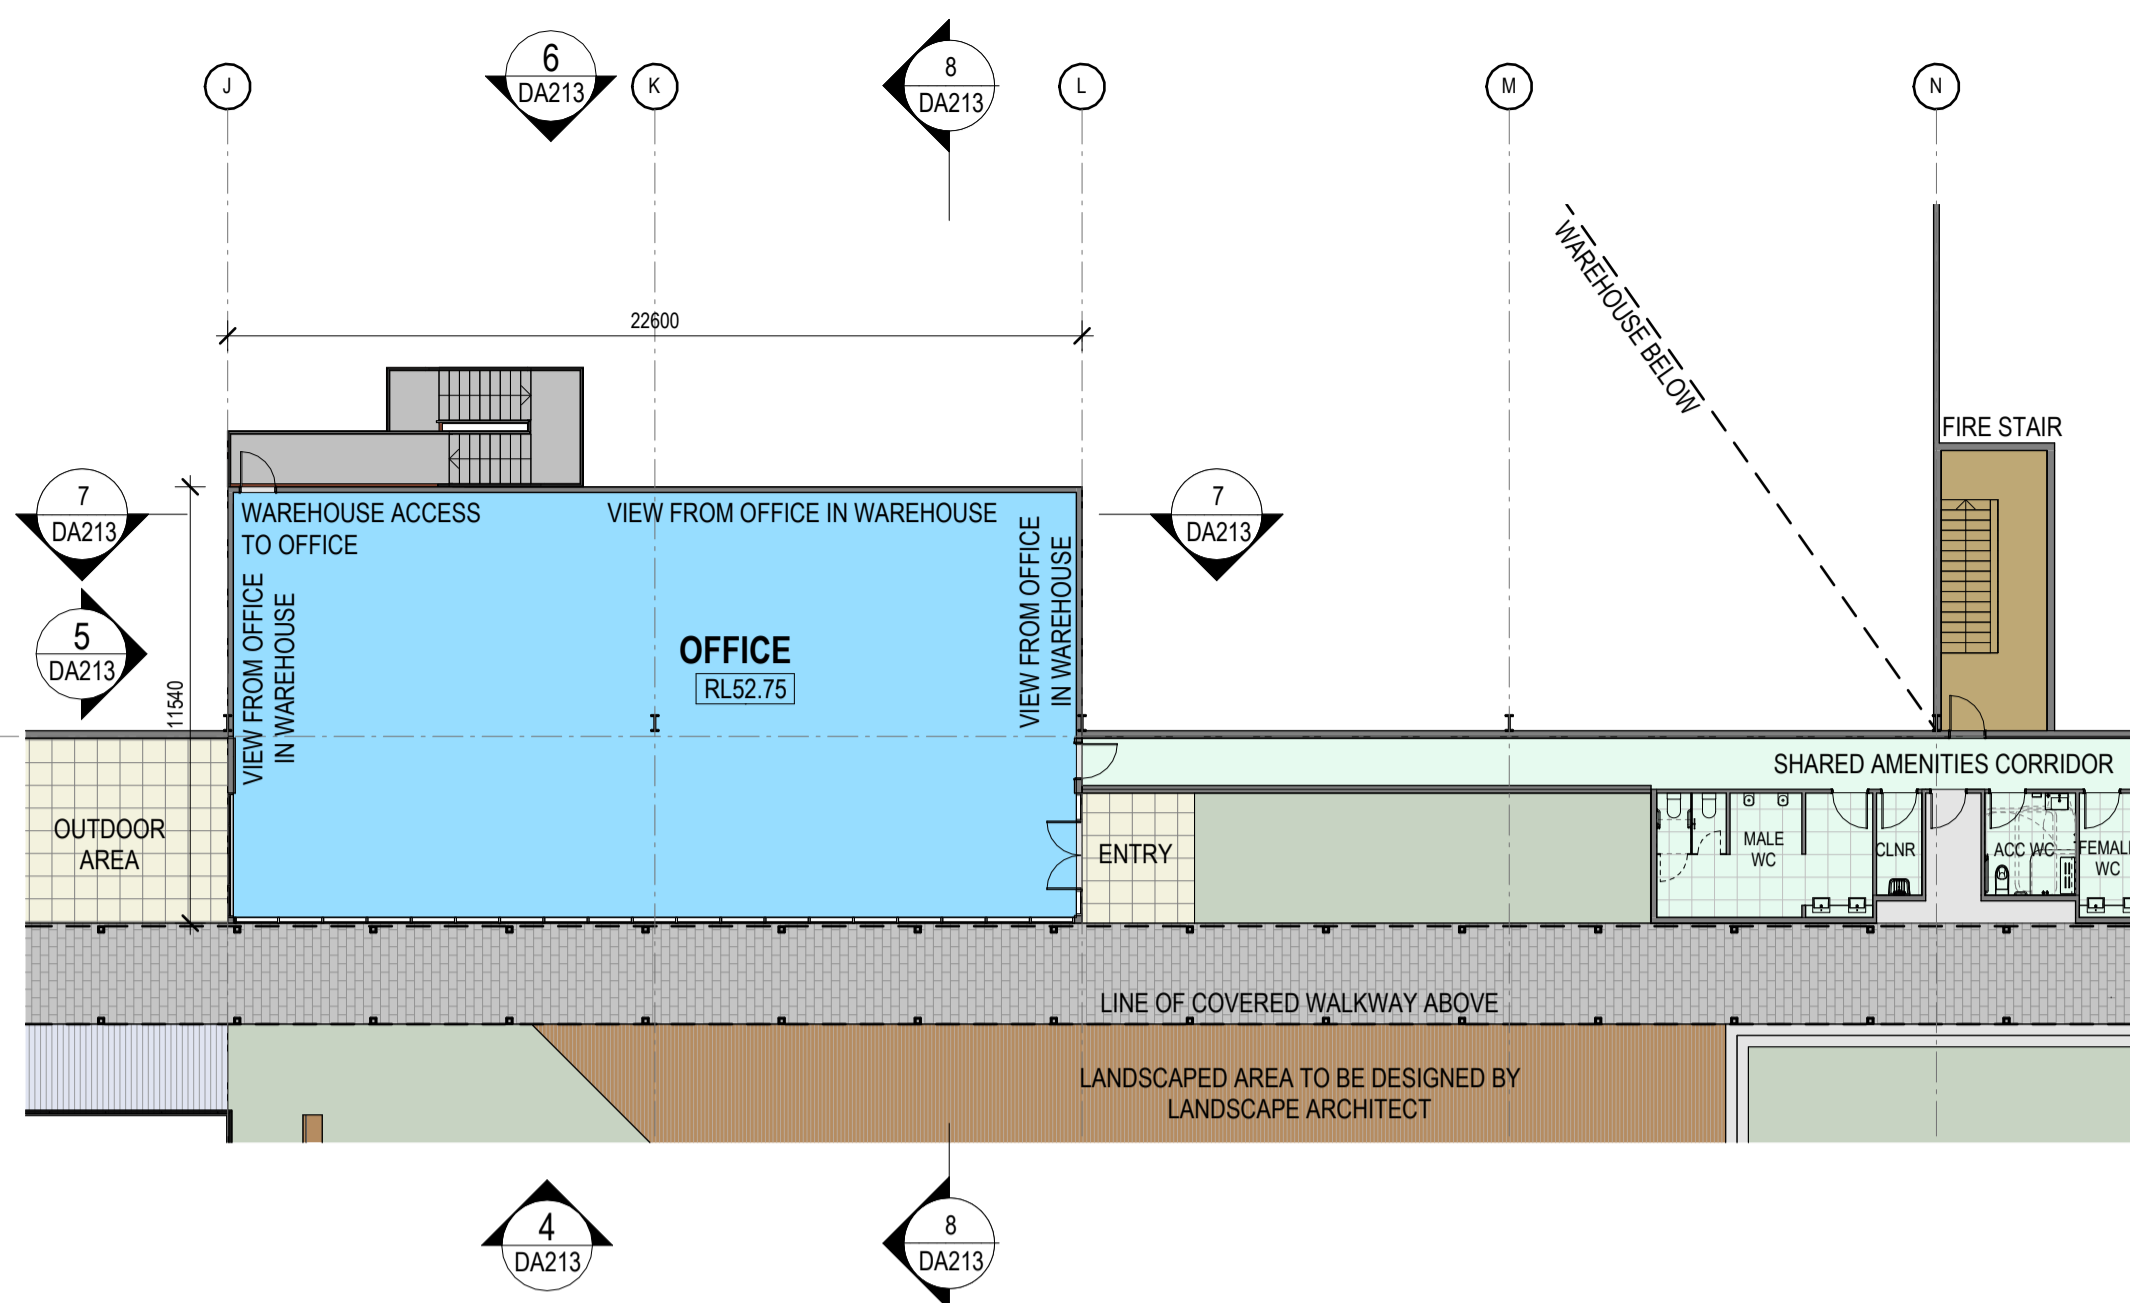 6
DA213
8
DA213
J
K
L
M
N
WAREHOUSE BELOW
22600
FIRE STAIR
7
DA213
WAREHOUSE ACCESS
TO OFFICE
VIEW FROM OFFICE IN WAREHOUSE
VIEW FROM OFFICE
IN WAREHOUSE
7
DA213
5
DA213
VIEW FROM OFFICE
IN WAREHOUSE
OFFICE
RL52.75
11540
SHARED AMENITIES CORRIDOR
OUTDOOR
AREA
ENTRY
MALE
WC
CLNR
ACC WC
FEMALE
WC
LINE OF COVERED WALKWAY ABOVE
LANDSCAPED AREA TO BE DESIGNED BY
LANDSCAPE ARCHITECT
4
DA213
8
DA213